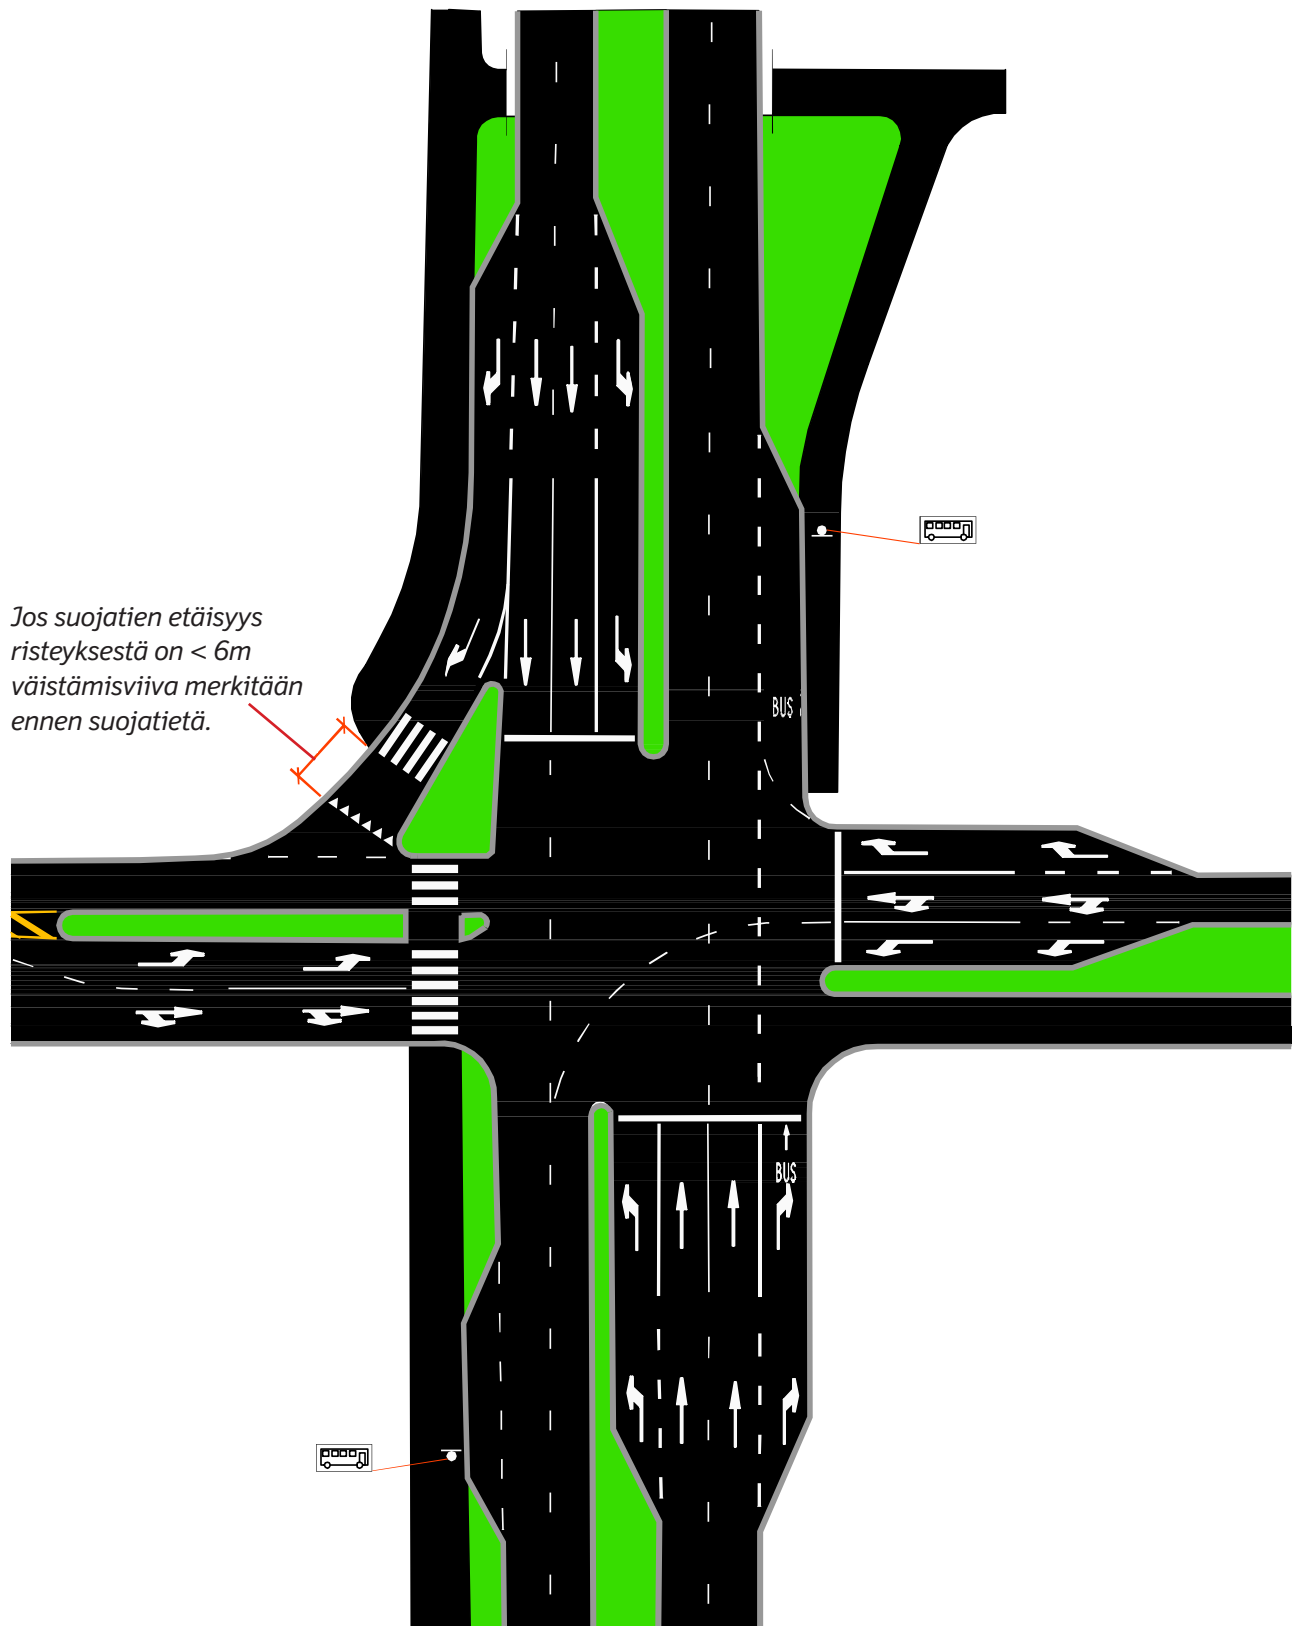 Jos suojatien etäisyys
risteyksestä on < 6m
väistämisviiva merkitään
ennen suojatietä.
BUS
BUS